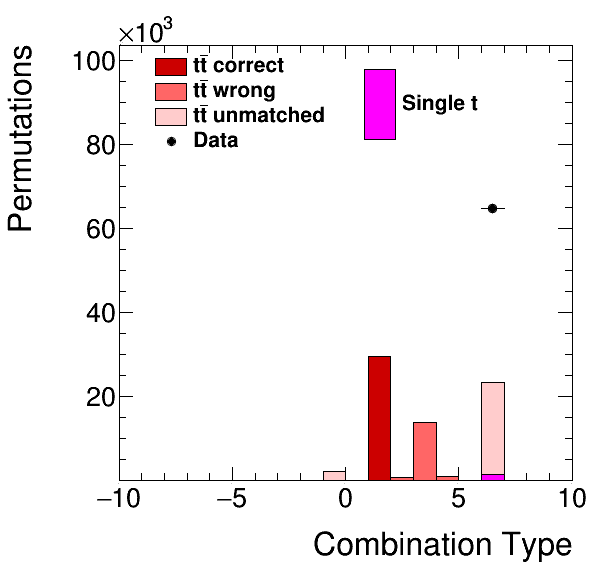 ×10³
Permutations
100
80
60
40
20
tt̄ correct
tt̄ wrong
tt̄ unmatched
Data
Single t
−10
−5
0
5
10
Combination Type